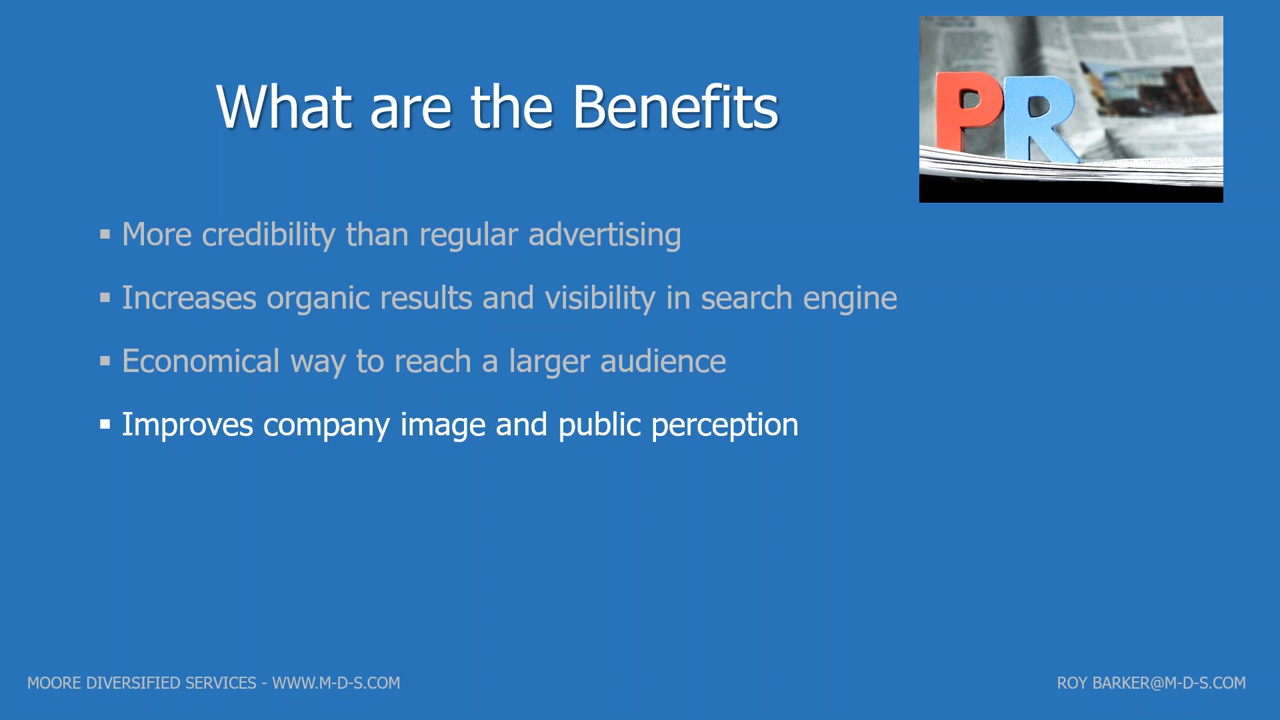 What are the Benefits
PR
▪ More credibility than regular advertising
▪ Increases organic results and visibility in search engine
▪ Economical way to reach a larger audience
▪ Improves company image and public perception
MOORE DIVERSIFIED SERVICES - WWW.M-D-S.COM
ROY BARKER@M-D-S.COM